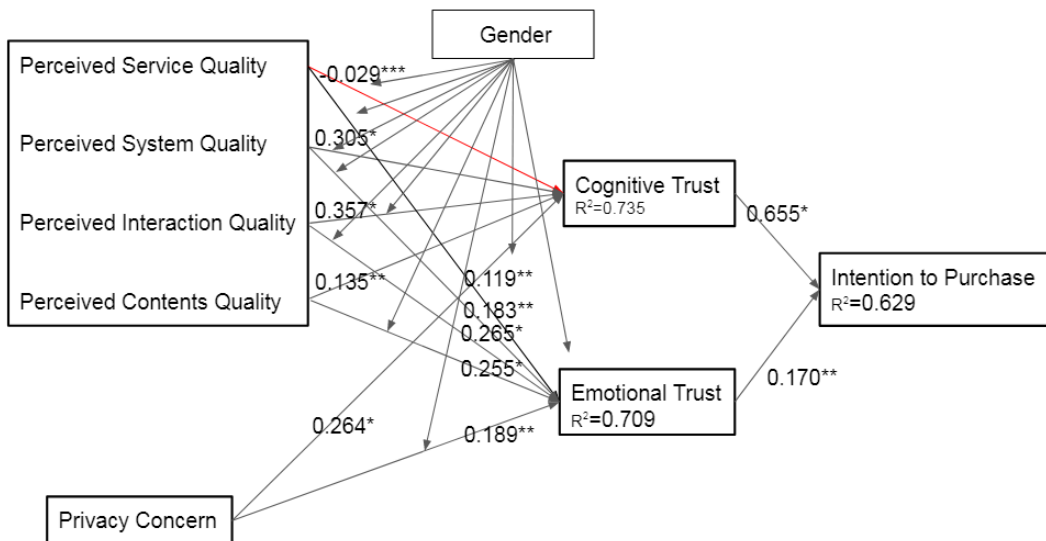 Gender
Perceived Service Quality
-0.029***
Perceived System Quality
0.305*
Cognitive Trust
R²=0.735
0.655*
Perceived Interaction Quality
0.357*
Intention to Purchase
R²=0.629
Perceived Contents Quality
0.135**
0.119**
0.183**
0.265*
0.255*
Emotional Trust
R²=0.709
0.170**
0.264*
0.189**
Privacy Concern